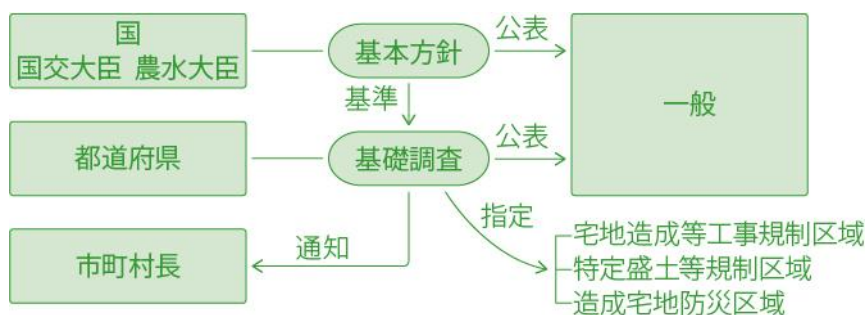 国
国交大臣 農水大臣
基本方針
公表
一般
基準
都道府県
基礎調査
公表
指定
市町村長
通知
宅地造成等工事規制区域
特定盛土等規制区域
造成宅地防災区域